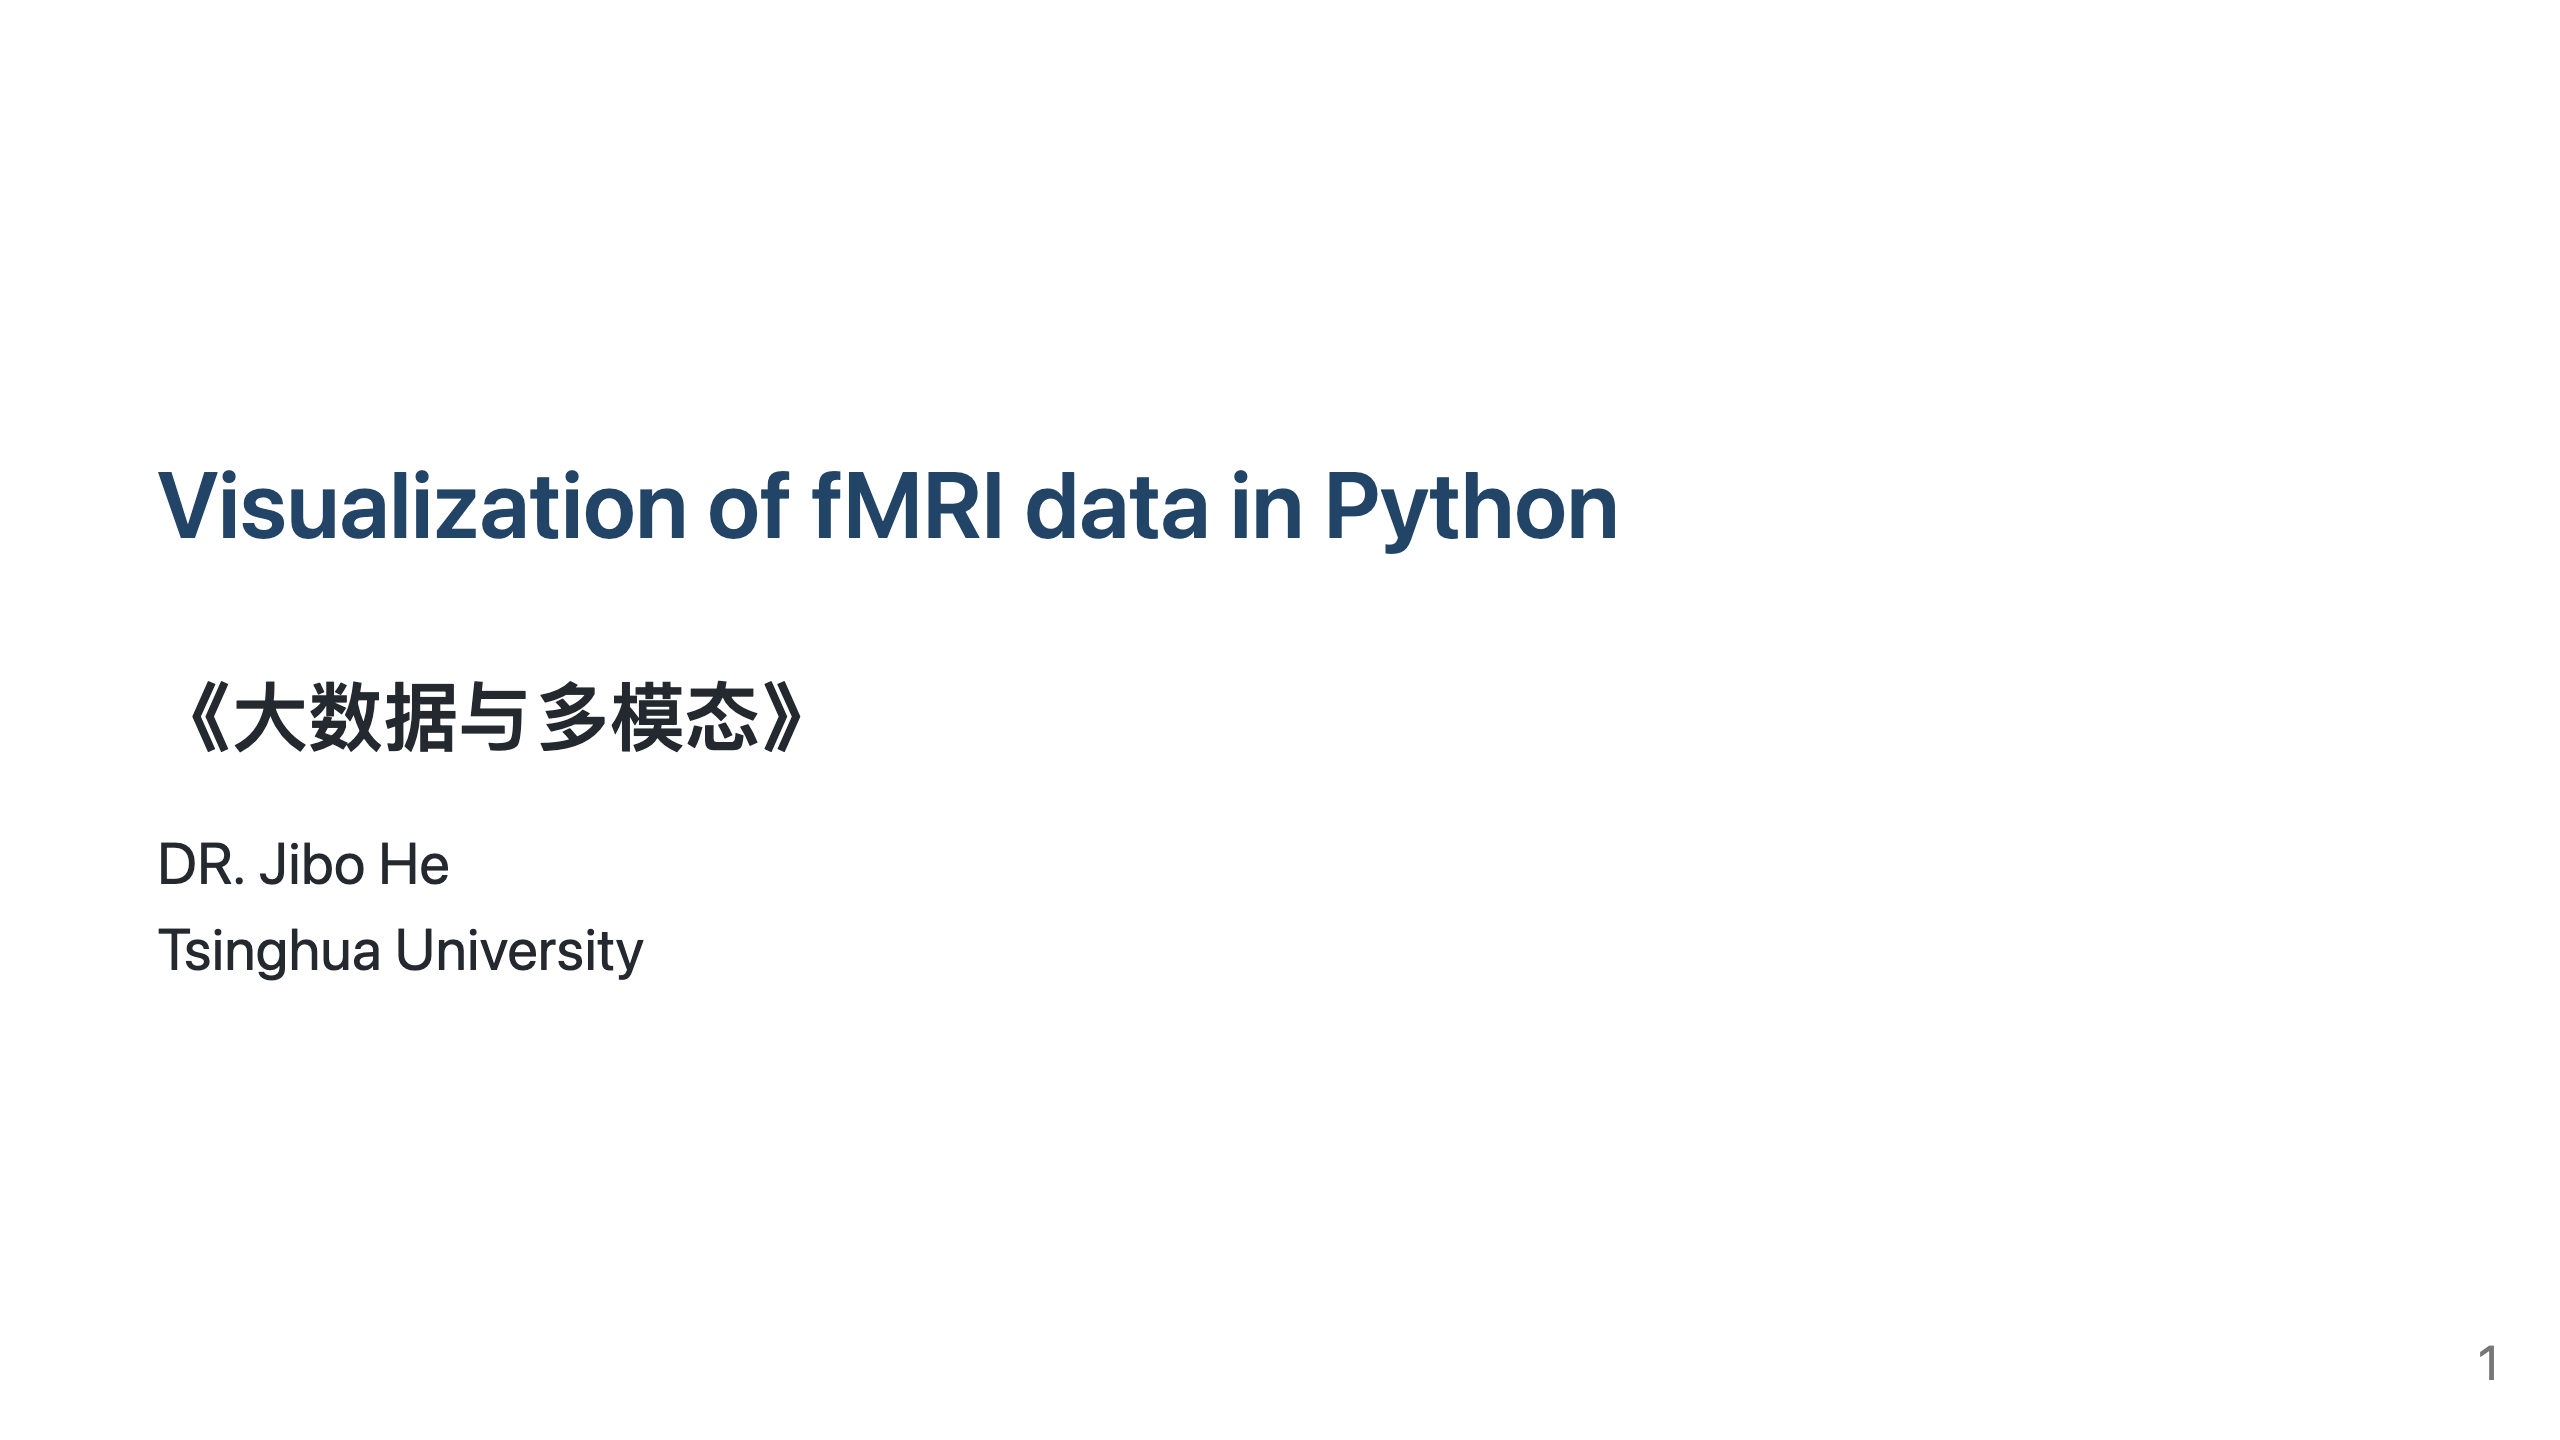 Visualization of fMRI data in Python
《大数据与多模态》
DR. Jibo He
Tsinghua University
1